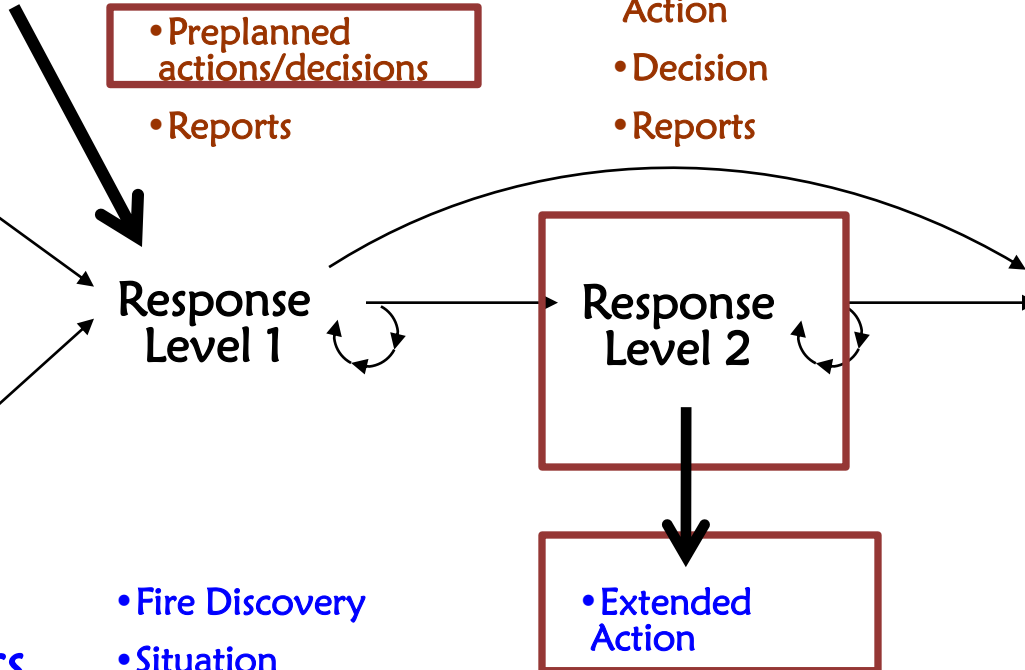 •Preplanned
actions/decisions
•Reports
Action
•Decision
•Reports
Response
Level 1
Response
Level 2
•Fire Discovery
•Situation
•Extended
Action